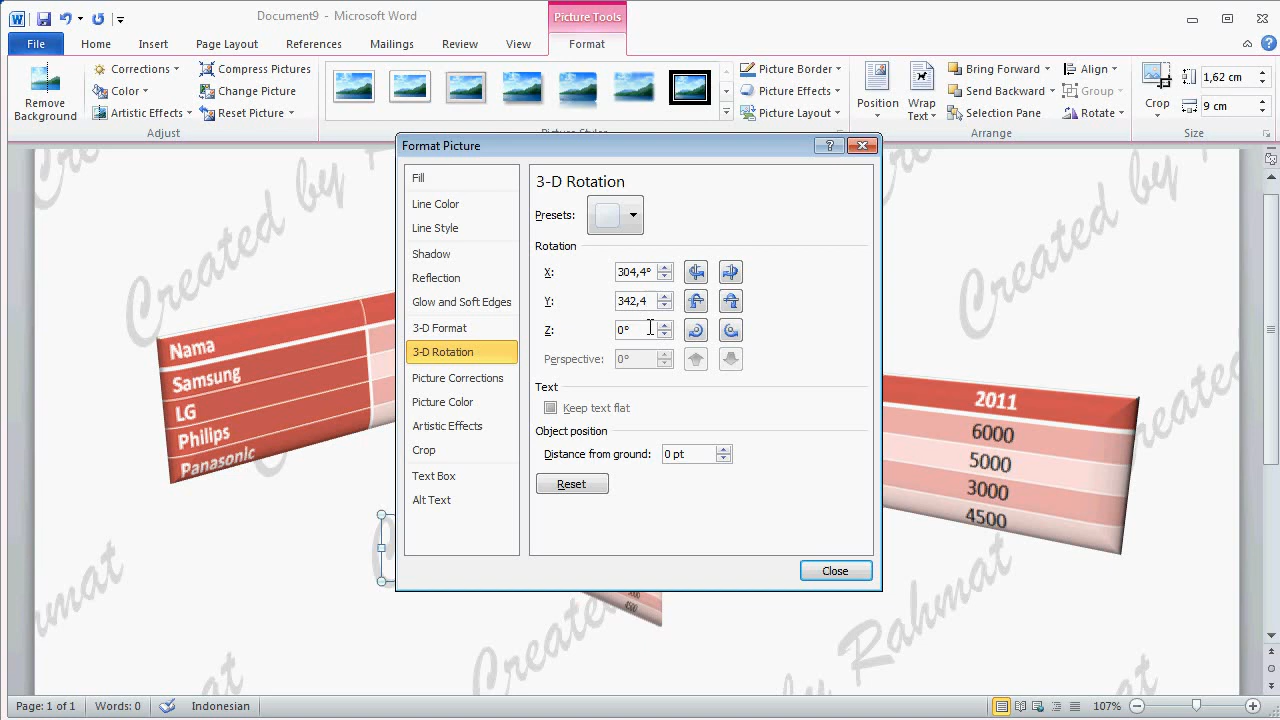 Document9 - Microsoft Word
Picture Tools
File Home Insert Page Layout References Mailings Review View Format
Remove Background
Corrections
Color
Artistic Effects
Compress Pictures
Change Picture
Reset Picture
Adjust
Picture Styles
Picture Border
Picture Effects
Picture Layout
Position
Wrap Text
Bring Forward
Send Backward
Selection Pane
Align
Group
Rotate
Arrange
Crop
1,62 cm
9 cm
Size
Format Picture
Fill
Line Color
Line Style
Shadow
Reflection
Glow and Soft Edges
3-D Format
3-D Rotation
Picture Corrections
Picture Color
Artistic Effects
Crop
Text Box
Alt Text
3-D Rotation
Presets:
Rotation
X: 304,4°
Y: 342,4
Z: 0°
Perspective: 0°
Text
Keep text flat
Object position
Distance from ground: 0 pt
Reset
Close
Created by
Created by
Nama
Samsung
LG
Philips
Panasonic
2011
6000
5000
3000
4500
4500
Created by Rahmat
Page: 1 of 1 Words: 0 Indonesian 107%